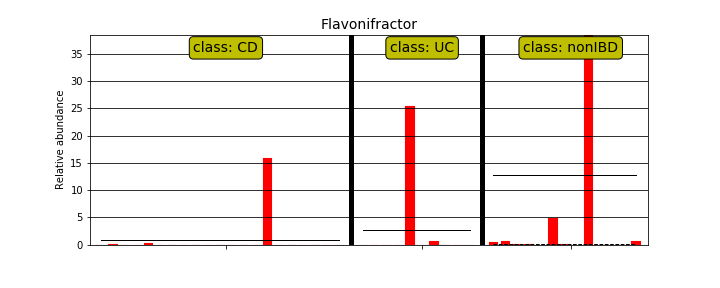 Flavonifractor
class: CD
class: UC
class: nonIBD
Relative abundance
35
30
25
20
15
10
5
0